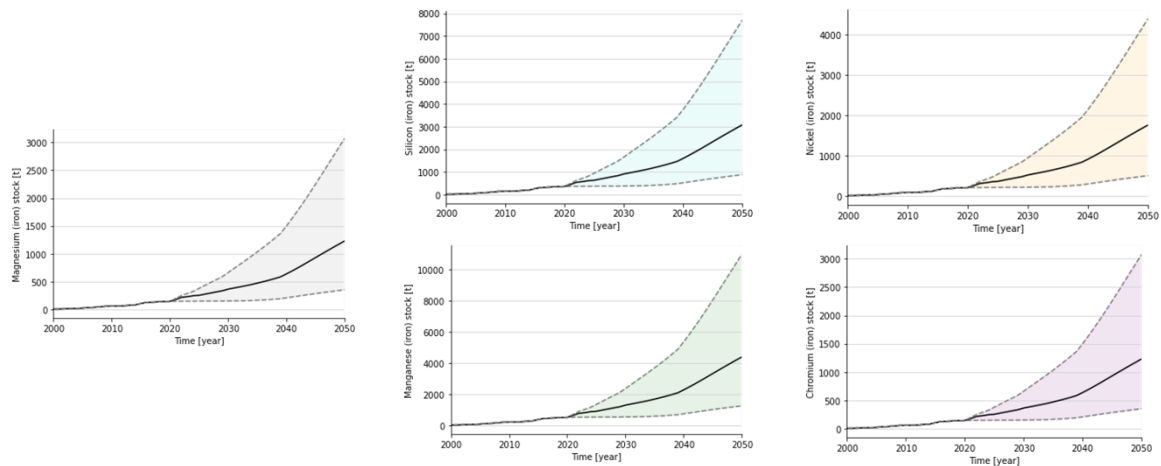 Magnesium (iron) stock [t]
3000
2500
2000
1500
1000
500
0
2000 2010 2020 2030 2040 2050
Time [year]
Silicon (iron) stock [t]
8000
7000
6000
5000
4000
3000
2000
1000
0
2000 2010 2020 2030 2040 2050
Time [year]
Nickel (iron) stock [t]
4000
3000
2000
1000
0
2000 2010 2020 2030 2040 2050
Time [year]
Manganese (iron) stock [t]
10000
8000
6000
4000
2000
0
2000 2010 2020 2030 2040 2050
Time [year]
Chromium (iron) stock [t]
3000
2500
2000
1500
1000
500
0
2000 2010 2020 2030 2040 2050
Time [year]